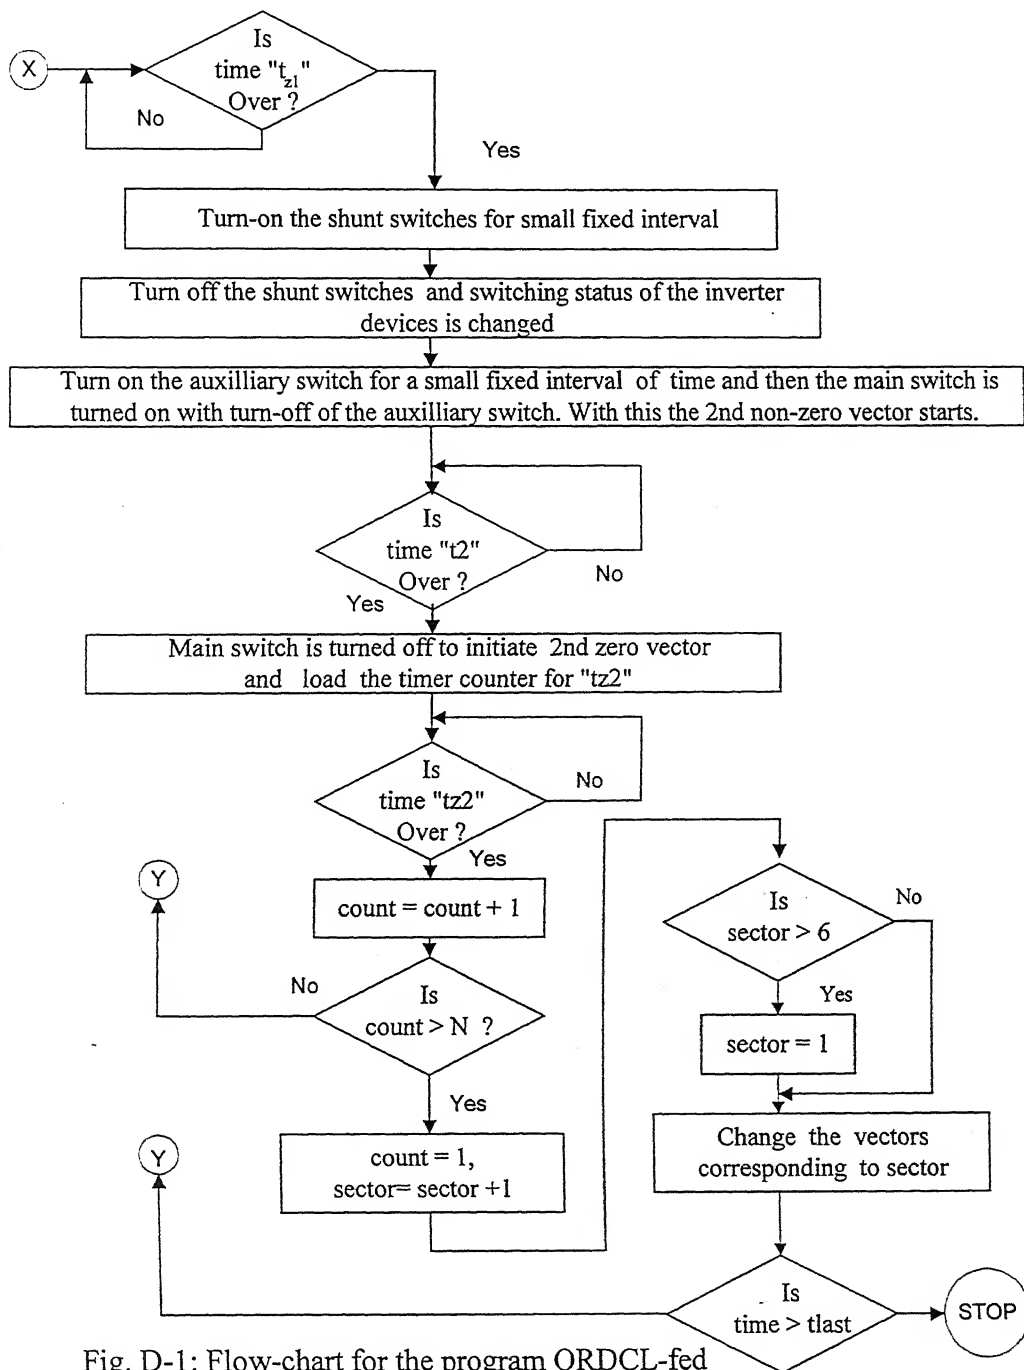 X
Is
time "tz1"
Over ?
No
Yes
Turn-on the shunt switches for small fixed interval
Turn off the shunt switches and switching status of the inverter
devices is changed
Turn on the auxilliary switch for a small fixed interval of time and then the main switch is
turned on with turn-off of the auxilliary switch. With this the 2nd non-zero vector starts.
Is
time "t2"
Over ?
No
Yes
Main switch is turned off to initiate 2nd zero vector
and load the timer counter for "tz2"
Is
time "tz2"
Over ?
No
Yes
Y
count = count + 1
Is
count > N ?
No
Yes
Y
count = 1,
sector= sector +1
Is
sector > 6
No
Yes
sector = 1
Change the vectors
corresponding to sector
Is
time > tlast
STOP
Fig. D-1: Flow-chart for the program ORDCL-fed